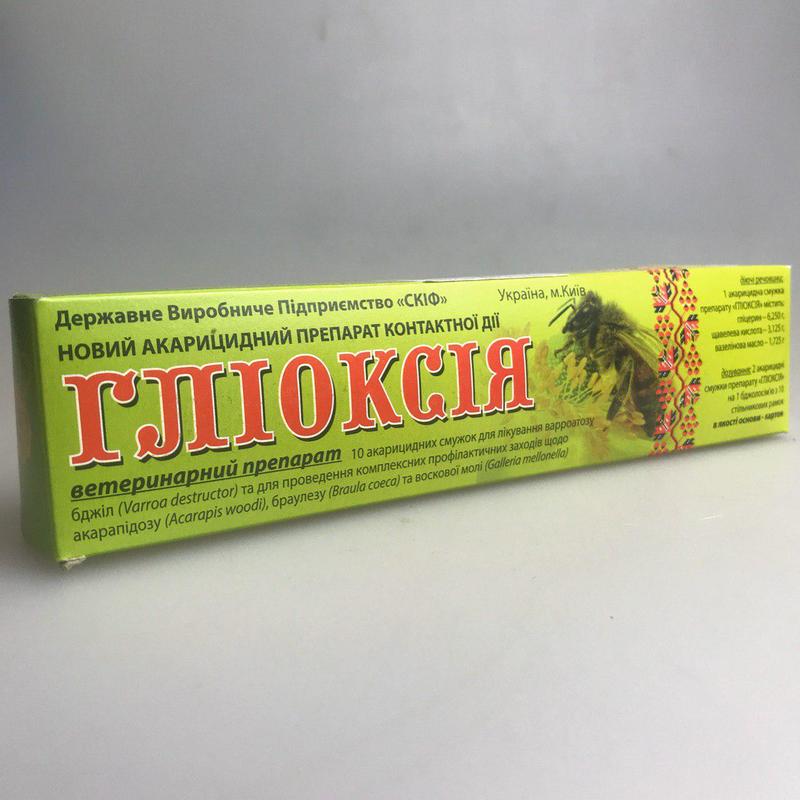 Державне Виробниче Підприємство «СКІФ»
Україна, м.Київ
НОВИЙ АКАРИЦИДНИЙ ПРЕПАРАТ КОНТАКТНОЇ ДІЇ
ГЛІОКСІЯ
ветеринарний препарат 10 акарицидних смужок для лікування варроатозу
бджіл (Varroa destructor) та для проведення комплексних профілактичних заходів щодо
акарапідозу (Acarapis woodi), браулезу (Braula coeca) та воскової молі (Galleria mellonella)
діючі речовини:
1 акарицидна смужка
препарату «ГЛІОКСІЯ» містить:
гліцерин – 6,250 г,
щавелева кислота – 3,125 г,
вазелінова масло – 1,725 г
дозування: 2 акарицидні
смужки препарату «ГЛІОКСІЯ»
на 1 бджолосім'ю з 10
стільникових рамок
в якості основи - картон